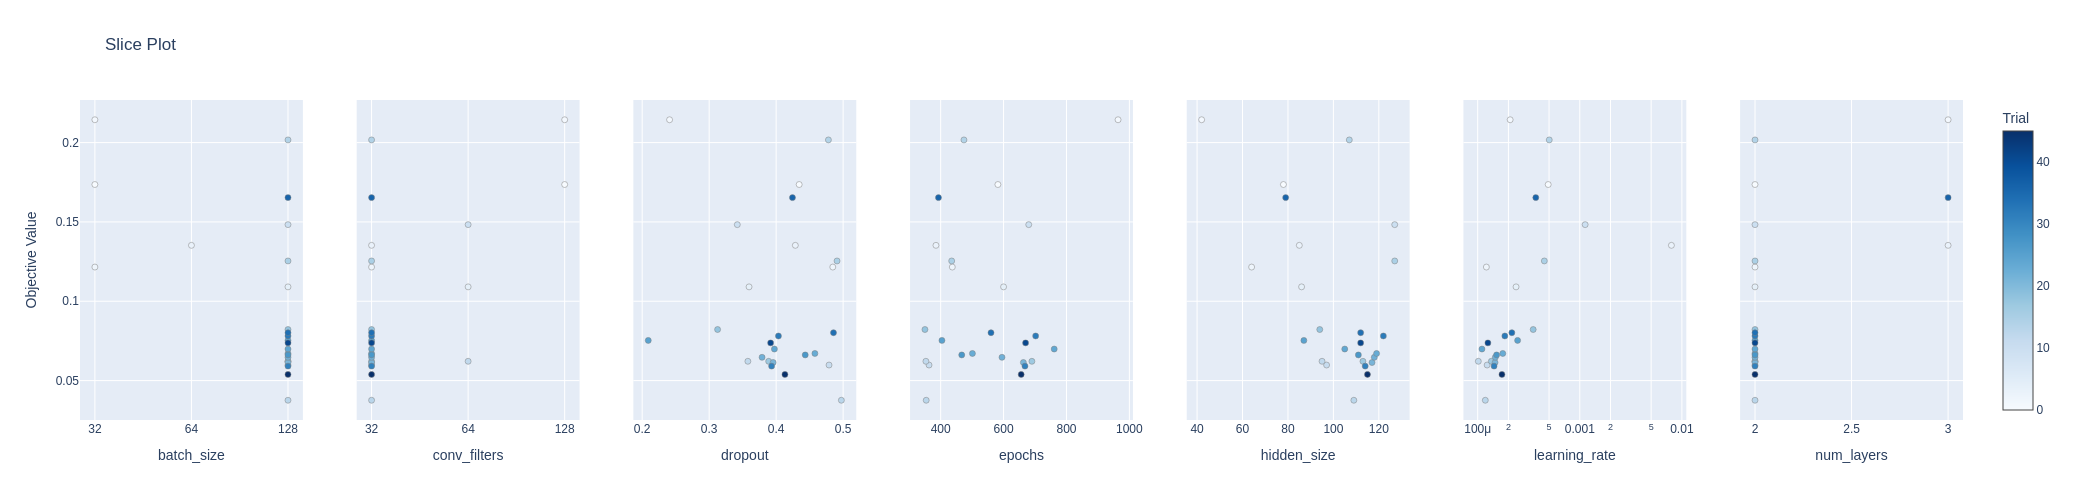 Slice Plot
Objective Value
0.2
0.15
0.1
0.05
32 64 128
batch_size
32 64 128
conv_filters
0.2 0.3 0.4 0.5
dropout
400 600 800 1000
epochs
40 60 80 100 120
hidden_size
100μ 2 5 0.001 2 5 0.01
learning_rate
2 2.5 3
num_layers
Trial
40
30
20
10
0